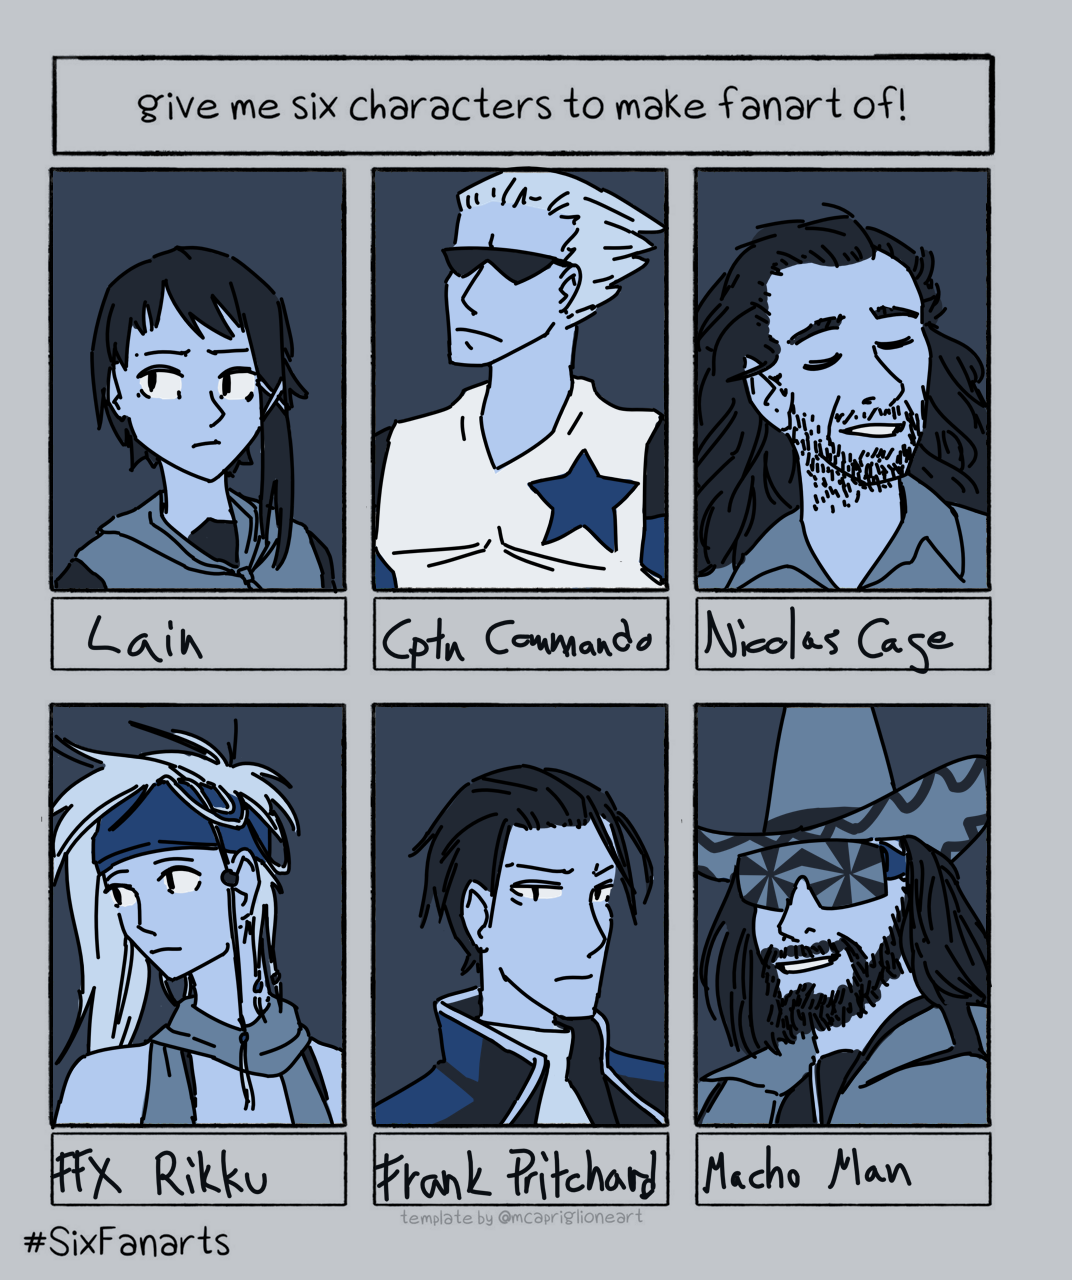 give me six characters to make fanart of!
Lain
Cptn Commando
Nicolas Cage
FFX Rikku
Frank Pritchard
Macho Man
template by @mcapriglioneart
#SixFanarts